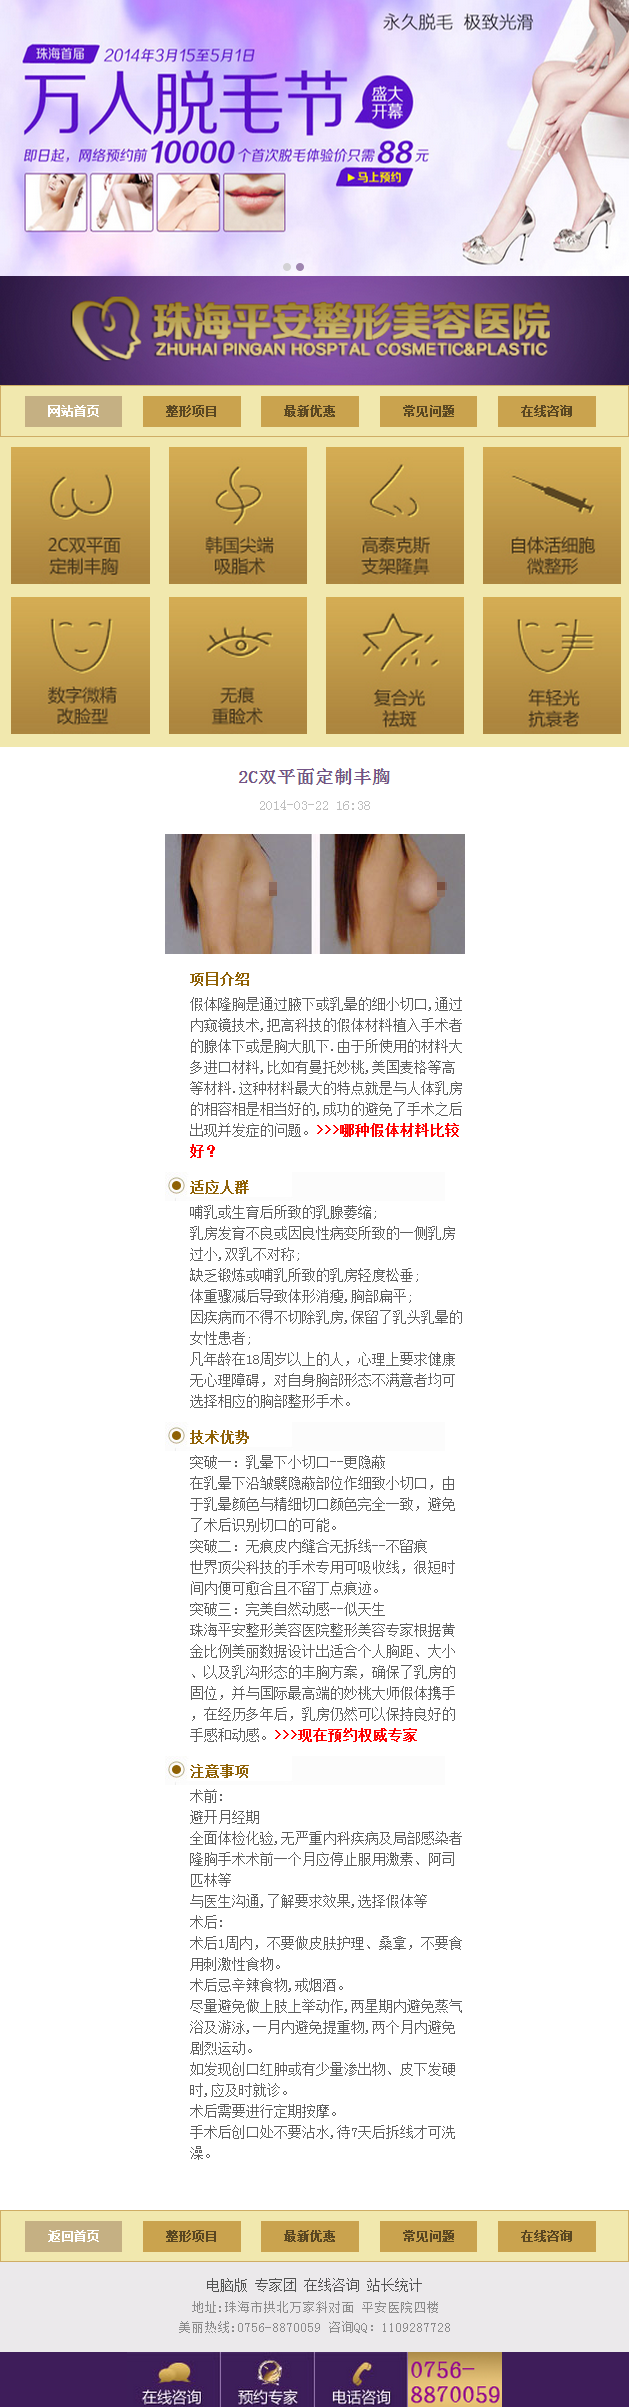 永久脱毛 极致光滑
珠海首届 2014年3月15至5月1日
万人脱毛节
盛大
开幕
即日起，网络预约前10000个首次脱毛体验价只需88元
▶马上预约
珠海平安整形美容医院
ZHUHAI PINGAN HOSPTAL COSMETIC&PLASTIC
网站首页 整形项目 最新优惠 常见问题 在线咨询
2C双平面
定制丰胸
韩国尖端
吸脂术
高泰克斯
支架隆鼻
自体活细胞
微整形
数字微精
改脸型
无痕
重睑术
复合光
祛斑
年轻光
抗衰老
2C双平面定制丰胸
2014-03-22 16:38
项目介绍
假体隆胸是通过腋下或乳晕的细小切口,通过
内窥镜技术,把高科技的假体材料植入手术者
的腺体下或是胸大肌下.由于所使用的材料大
多进口材料,比如有曼托妙桃,美国麦格等高
等材料.这种材料最大的特点就是与人体乳房
的相容相是相当好的,成功的避免了手术之后
出现并发症的问题。>>>哪种假体材料比较
好？
适应人群
哺乳或生育后所致的乳腺萎缩;
乳房发育不良或因良性病变所致的一侧乳房
过小,双乳不对称;
缺乏锻炼或哺乳所致的乳房轻度松垂;
体重骤减后导致体形消瘦,胸部扁平;
因疾病而不得不切除乳房,保留了乳头乳晕的
女性患者;
凡年龄在18周岁以上的人，心理上要求健康
无心理障碍，对自身胸部形态不满意者均可
选择相应的胸部整形手术。
技术优势
突破一：乳晕下小切口--更隐蔽
在乳晕下沿皱襞隐蔽部位作细致小切口，由
于乳晕颜色与精细切口颜色完全一致，避免
了术后识别切口的可能。
突破二：无痕皮内缝合无拆线--不留痕
世界顶尖科技的手术专用可吸收线，很短时
间内便可愈合且不留丁点痕迹。
突破三：完美自然动感--似天生
珠海平安整形美容医院整形美容专家根据黄
金比例美丽数据设计出适合个人胸距、大小
、以及乳沟形态的丰胸方案，确保了乳房的
固位，并与国际最高端的妙桃大师假体携手
，在经历多年后，乳房仍然可以保持良好的
手感和动感。>>>现在预约权威专家
注意事项
术前:
避开月经期
全面体检化验,无严重内科疾病及局部感染者
隆胸手术术前一个月应停止服用激素、阿司
匹林等
与医生沟通,了解要求效果,选择假体等
术后:
术后1周内，不要做皮肤护理、桑拿，不要食
用刺激性食物。
术后忌辛辣食物,戒烟酒。
尽量避免做上肢上举动作,两星期内避免蒸气
浴及游泳,一月内避免提重物,两个月内避免
剧烈运动。
如发现创口红肿或有少量渗出物、皮下发硬
时,应及时就诊。
术后需要进行定期按摩。
手术后创口处不要沾水,待7天后拆线才可洗
澡。
返回首页 整形项目 最新优惠 常见问题 在线咨询
电脑版 专家团 在线咨询 站长统计
地址:珠海市拱北万家斜对面 平安医院四楼
美丽热线:0756-8870059 咨询QQ：1109287728
在线咨询 预约专家 电话咨询
0756-
8870059